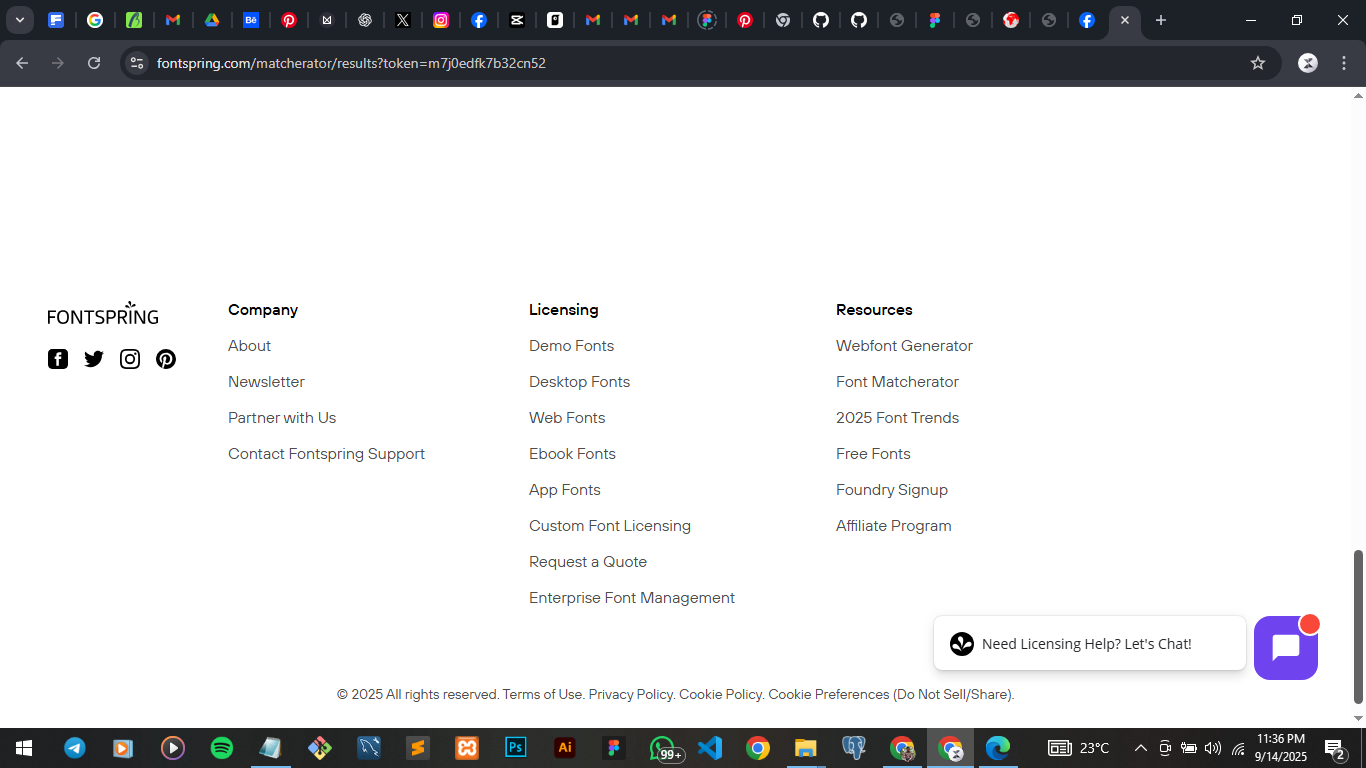 fontspring.com/matcherator/results?token=m7j0edfk7b32cn52
FONTSPRING
Company
About
Newsletter
Partner with Us
Contact Fontspring Support
Licensing
Demo Fonts
Desktop Fonts
Web Fonts
Ebook Fonts
App Fonts
Custom Font Licensing
Request a Quote
Enterprise Font Management
Resources
Webfont Generator
Font Matcherator
2025 Font Trends
Free Fonts
Foundry Signup
Affiliate Program
Need Licensing Help? Let's Chat!
© 2025 All rights reserved. Terms of Use. Privacy Policy. Cookie Policy. Cookie Preferences (Do Not Sell/Share).
Ps
Ai
99+
23°C
11:36 PM
9/14/2025
2